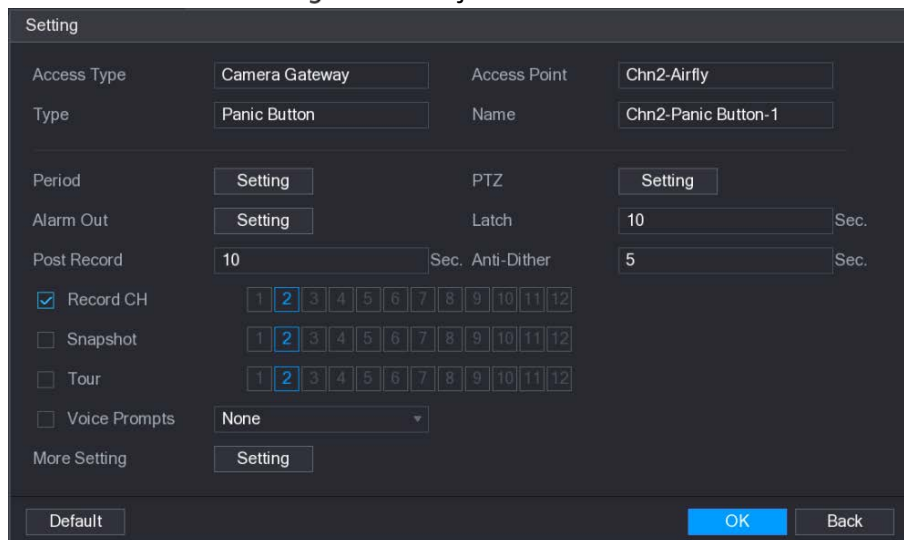 Setting
Access Type Camera Gateway Access Point Chn2-Airfly
Type Panic Button Name Chn2-Panic Button-1
Period Setting PTZ Setting
Alarm Out Setting Latch 10 Sec.
Post Record 10 Sec. Anti-Dither 5 Sec.
Record CH 1 2 3 4 5 6 7 8 9 10 11 12
Snapshot 1 2 3 4 5 6 7 8 9 10 11 12
Tour 1 2 3 4 5 6 7 8 9 10 11 12
Voice Prompts None
More Setting Setting
Default OK Back